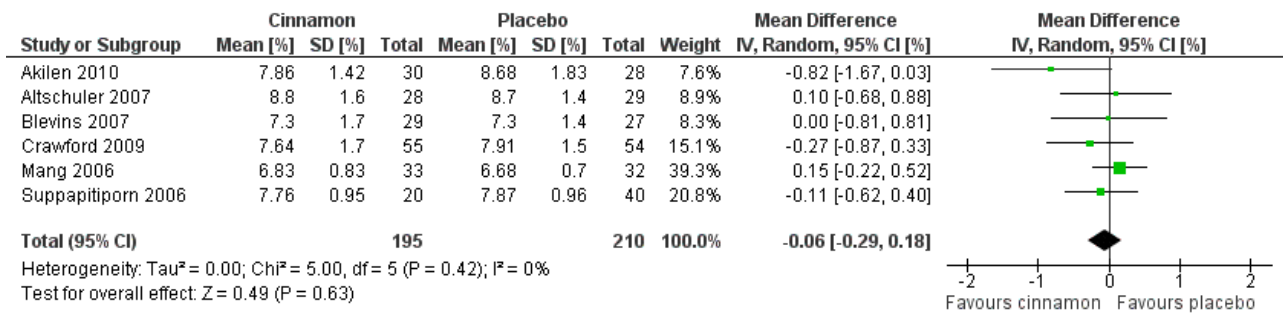 Cinnamon Placebo Mean Difference Mean Difference
Study or Subgroup Mean [%] SD [%] Total Mean [%] SD [%] Total Weight IV, Random, 95% CI [%] IV, Random, 95% CI [%]
Akilen 2010 7.86 1.42 30 8.68 1.83 28 7.6% -0.82 [-1.67, 0.03]
Altschuler 2007 8.8 1.6 28 8.7 1.4 29 8.9% 0.10 [-0.68, 0.88]
Blevins 2007 7.3 1.7 29 7.3 1.4 27 8.3% 0.00 [-0.81, 0.81]
Crawford 2009 7.64 1.7 55 7.91 1.5 54 15.1% -0.27 [-0.87, 0.33]
Mang 2006 6.83 0.83 33 6.68 0.7 32 39.3% 0.15 [-0.22, 0.52]
Suppapitiporn 2006 7.76 0.95 20 7.87 0.96 40 20.8% -0.11 [-0.62, 0.40]
Total (95% CI) 195 210 100.0% -0.06 [-0.29, 0.18]
Heterogeneity: Tau² = 0.00; Chi² = 5.00, df = 5 (P = 0.42); I² = 0%
Test for overall effect: Z = 0.49 (P = 0.63)
-2 -1 0 1 2
Favours cinnamon Favours placebo